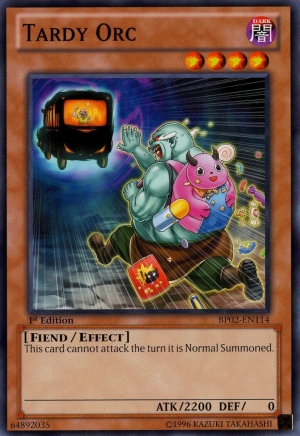 Tardy Orc
DARK
闇
1st Edition
BP02-EN114
[Fiend / Effect]
This card cannot attack the turn it is Normal Summoned.
ATK/2200 DEF/ 0
64892035
©1996 KAZUKI TAKAHASHI